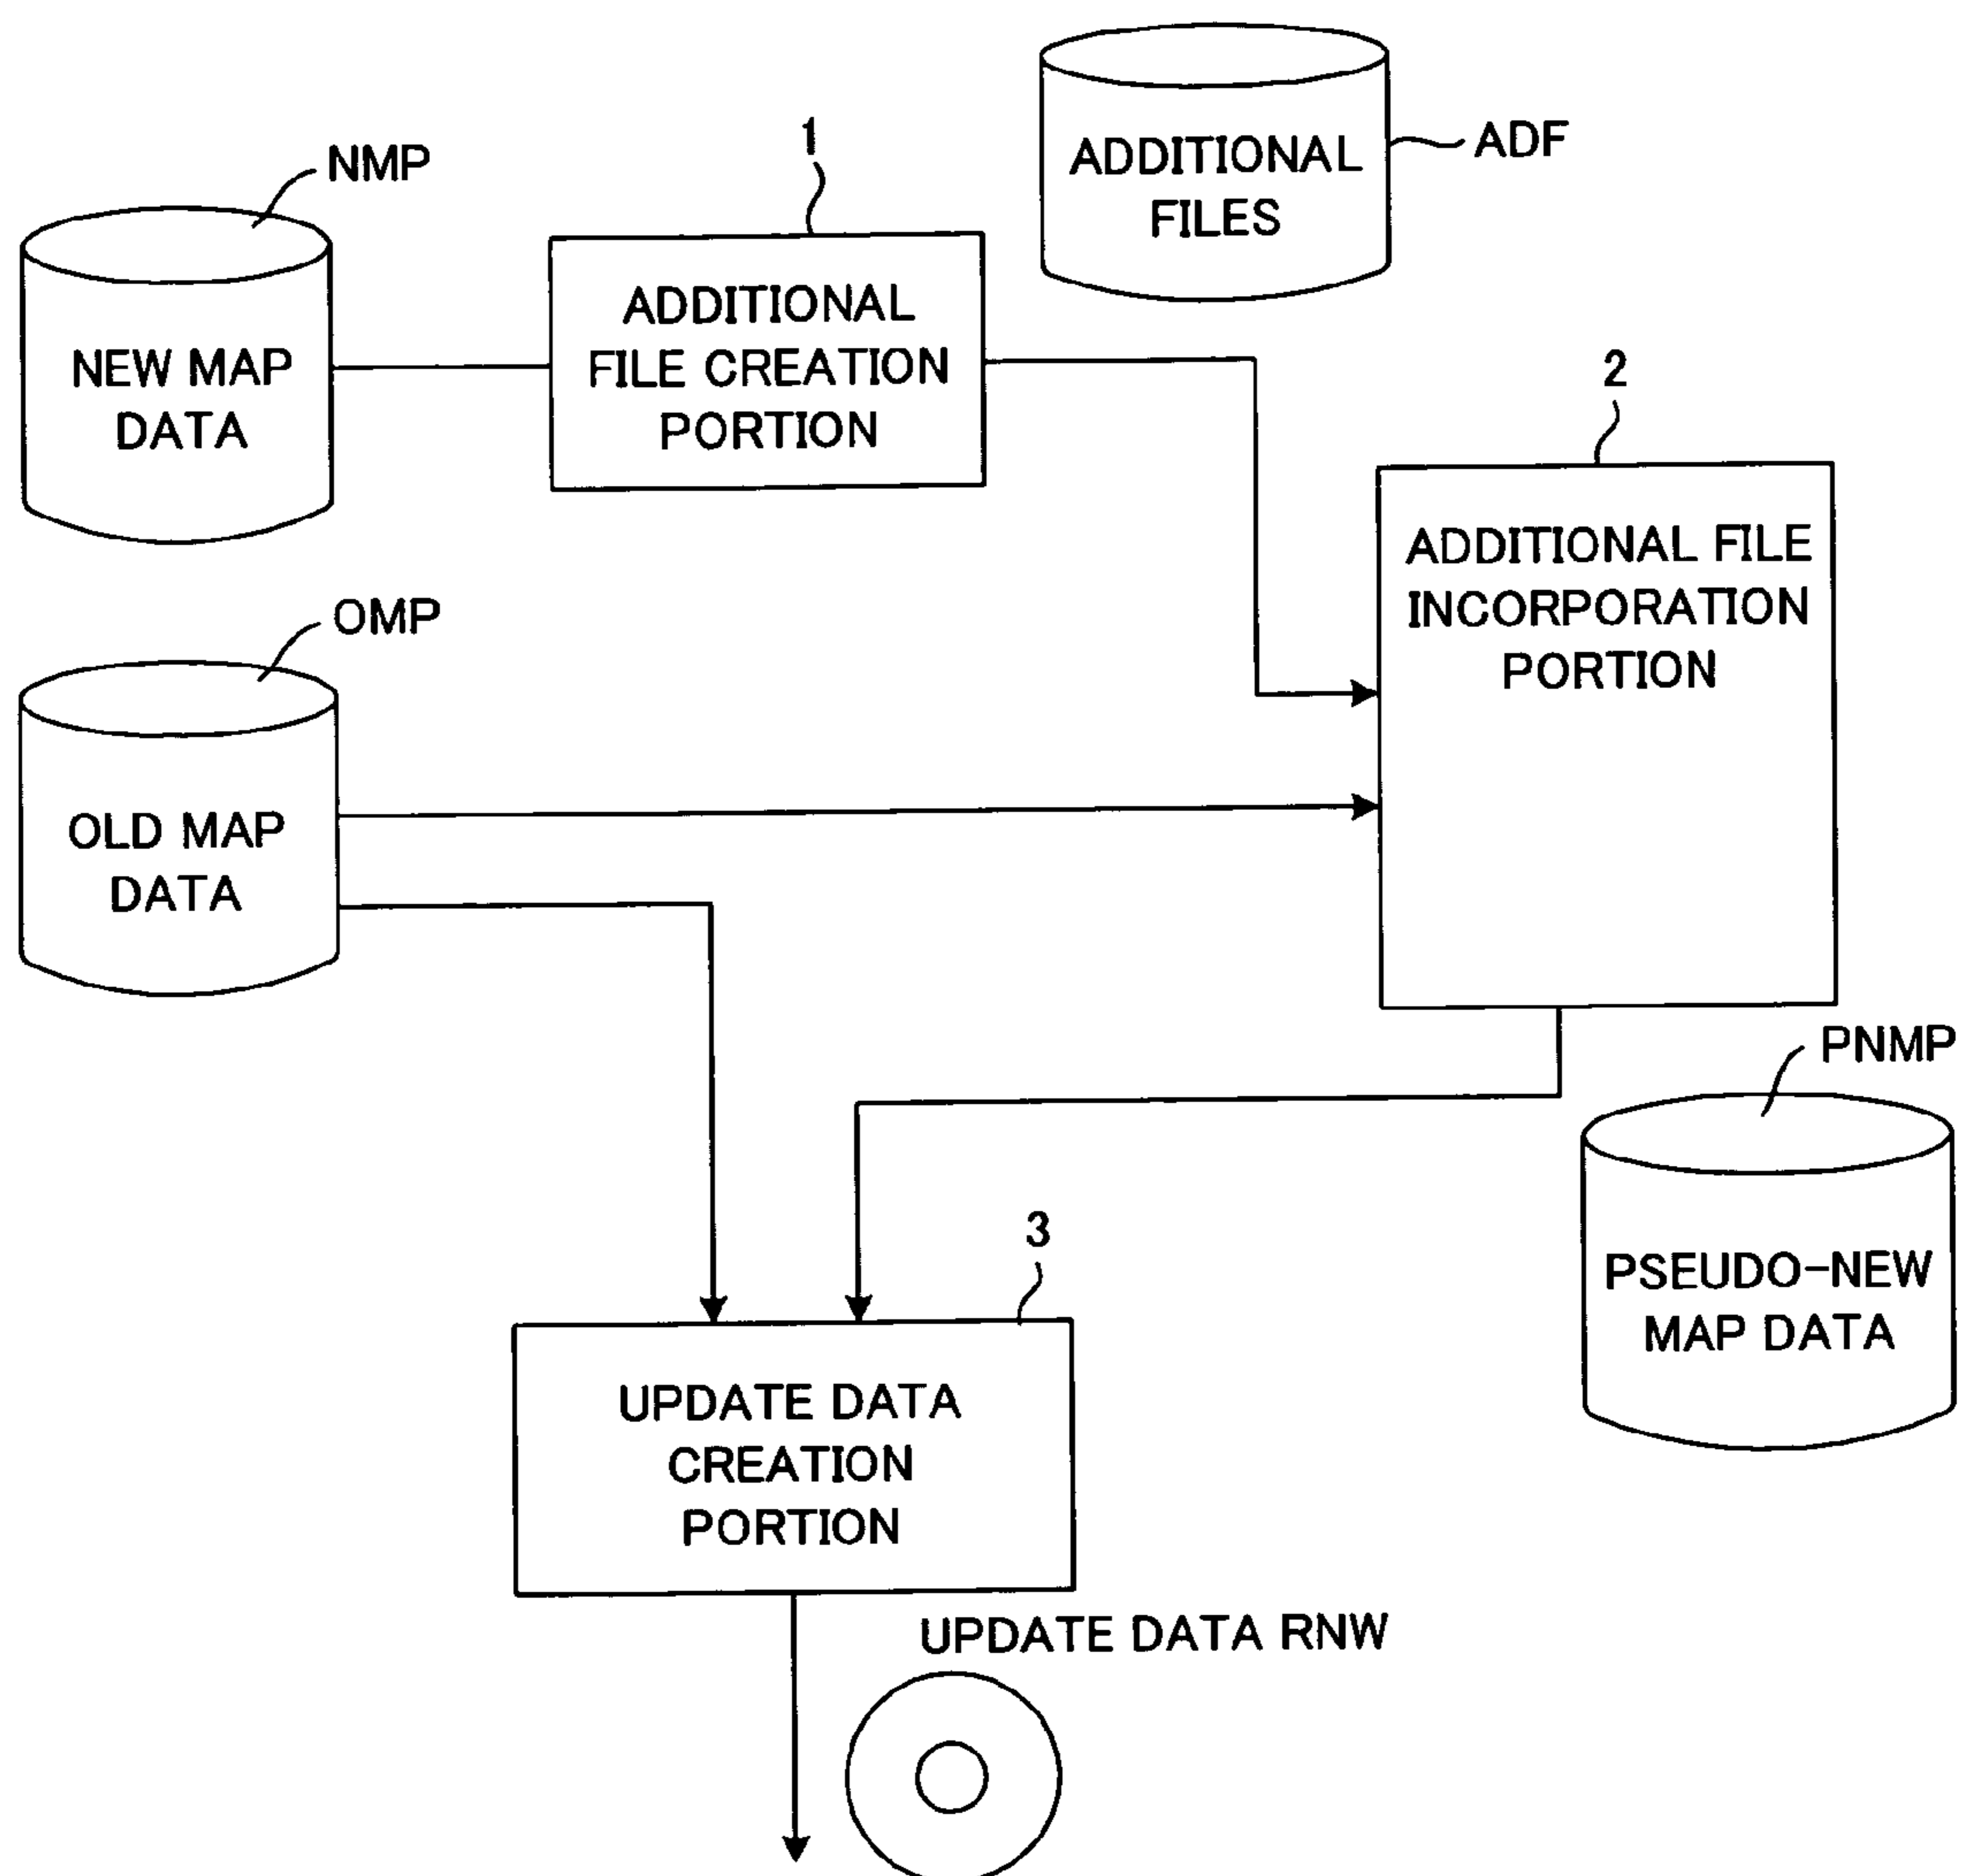 ADDITIONAL
FILES
ADF
1
NMP
NEW MAP
DATA
ADDITIONAL
FILE CREATION
PORTION
2
ADDITIONAL FILE
INCORPORATION
PORTION
OMP
OLD MAP
DATA
PNMP
PSEUDO-NEW
MAP DATA
3
UPDATE DATA
CREATION
PORTION
UPDATE DATA RNW